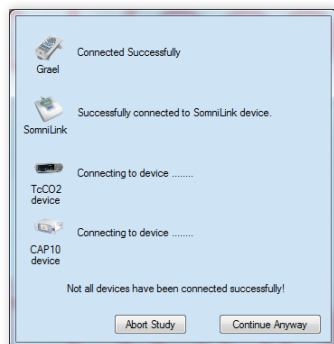 Connected Successfully
Grael
Successfully connected to SomniLink device.
SomniLink
Connecting to device ........
TcCO2
device
Connecting to device ........
CAP10
device
Not all devices have been connected successfully!
Abort Study
Continue Anyway